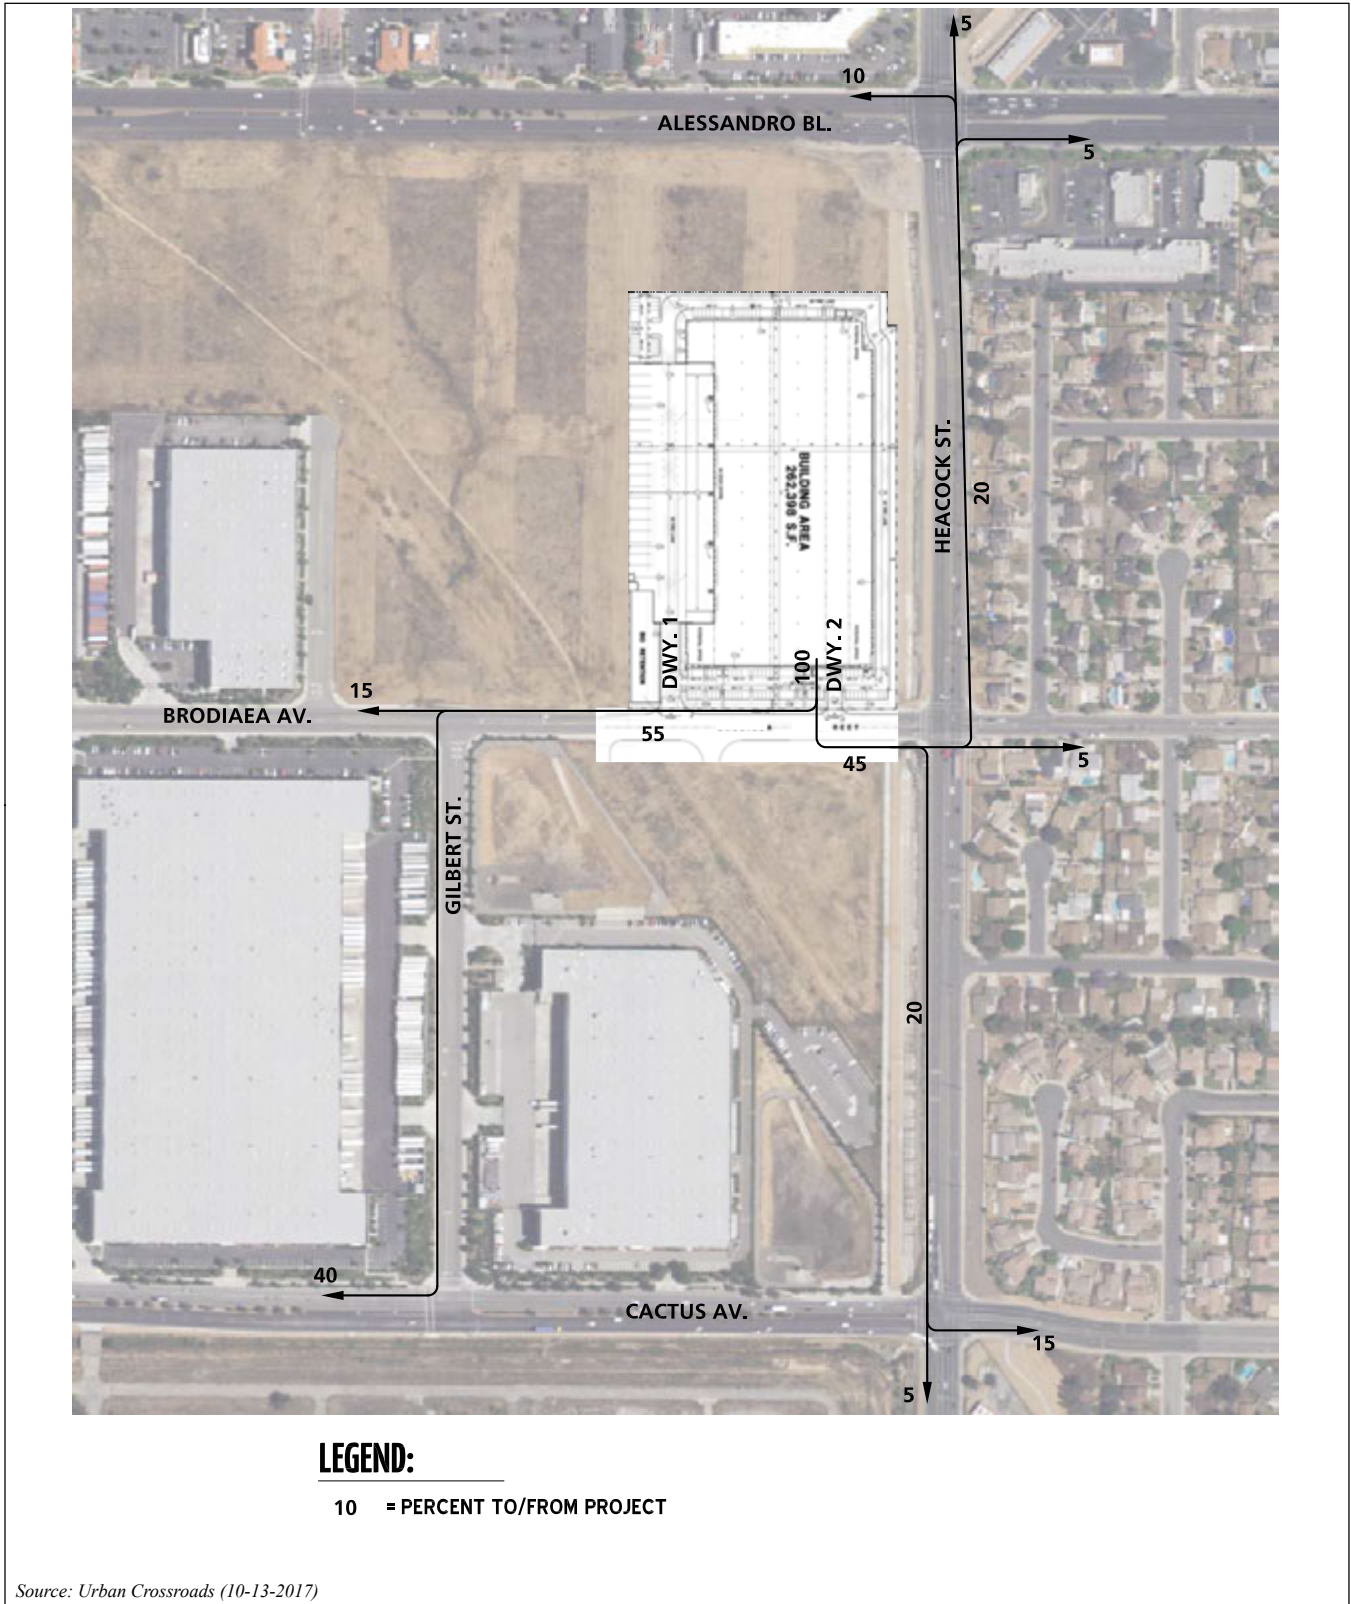 5
10
ALESSANDRO BL.
5
HEACOCK ST.
20
BUILDING AREA
262,398 S.F.
DWY. 1
100
DWY. 2
15
BRODIAEA AV.
55
45
5
GILBERT ST.
20
40
CACTUS AV.
15
5
LEGEND:
10 = PERCENT TO/FROM PROJECT
Source: Urban Crossroads (10-13-2017)